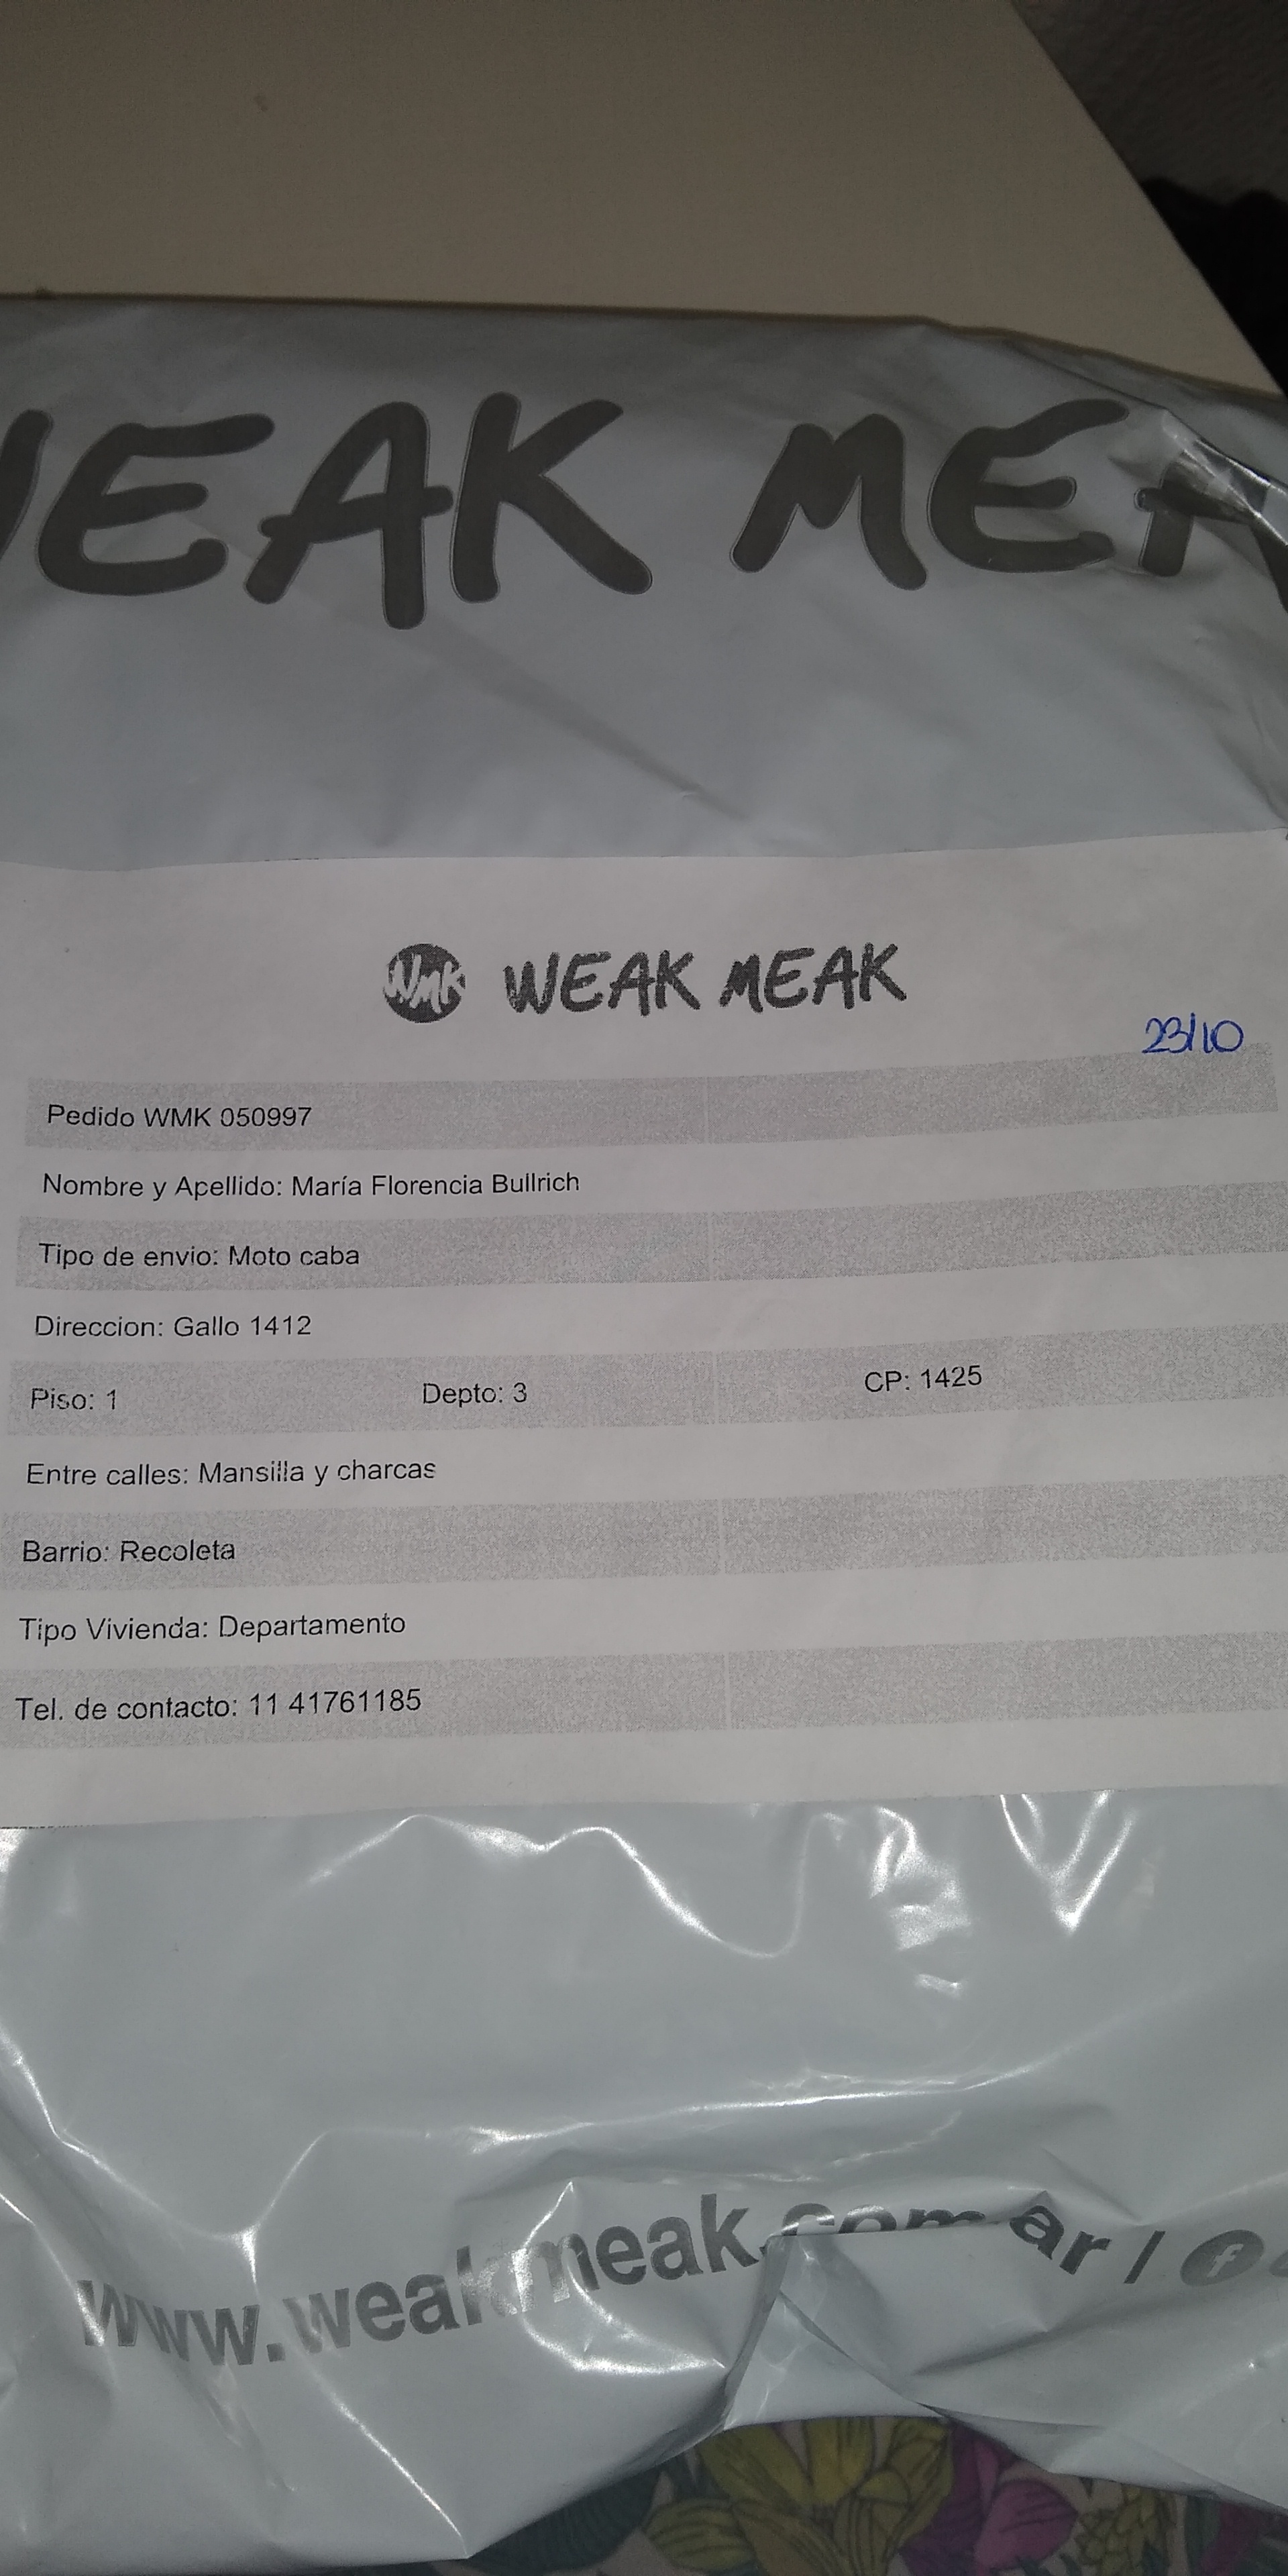 WEAK MEA
WMK WEAK MEAK
23/10
Pedido WMK 050997
Nombre y Apellido: María Florencia Bullrich
Tipo de envio: Moto caba
Direccion: Gallo 1412
Piso: 1 Depto: 3 CP: 1425
Entre calles: Mansilla y charcas
Barrio: Recoleta
Tipo Vivienda: Departamento
Tel. de contacto: 11 41761185
www.weakmeak.com.ar / f